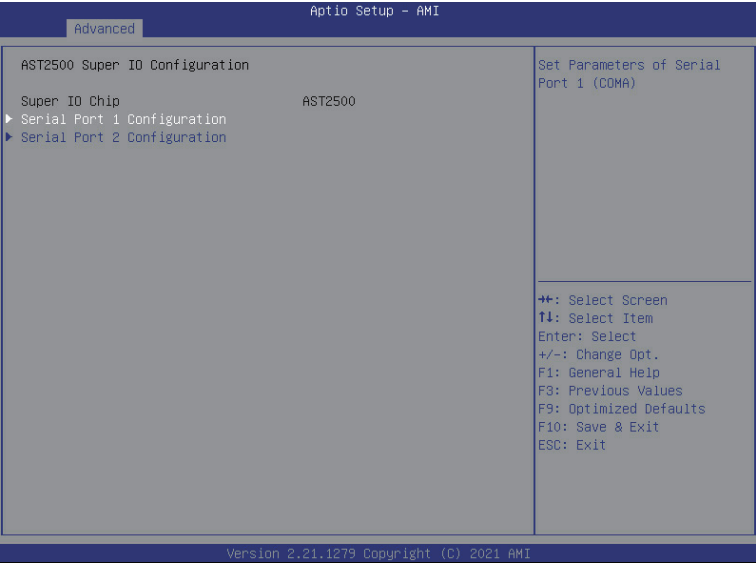 Aptio Setup – AMI
Advanced
AST2500 Super IO Configuration
Super IO Chip AST2500
▶ Serial Port 1 Configuration
▶ Serial Port 2 Configuration
Set Parameters of Serial
Port 1 (COMA)
→←: Select Screen
↑↓: Select Item
Enter: Select
+/-: Change Opt.
F1: General Help
F3: Previous Values
F9: Optimized Defaults
F10: Save & Exit
ESC: Exit
Version 2.21.1279 Copyright (C) 2021 AMI